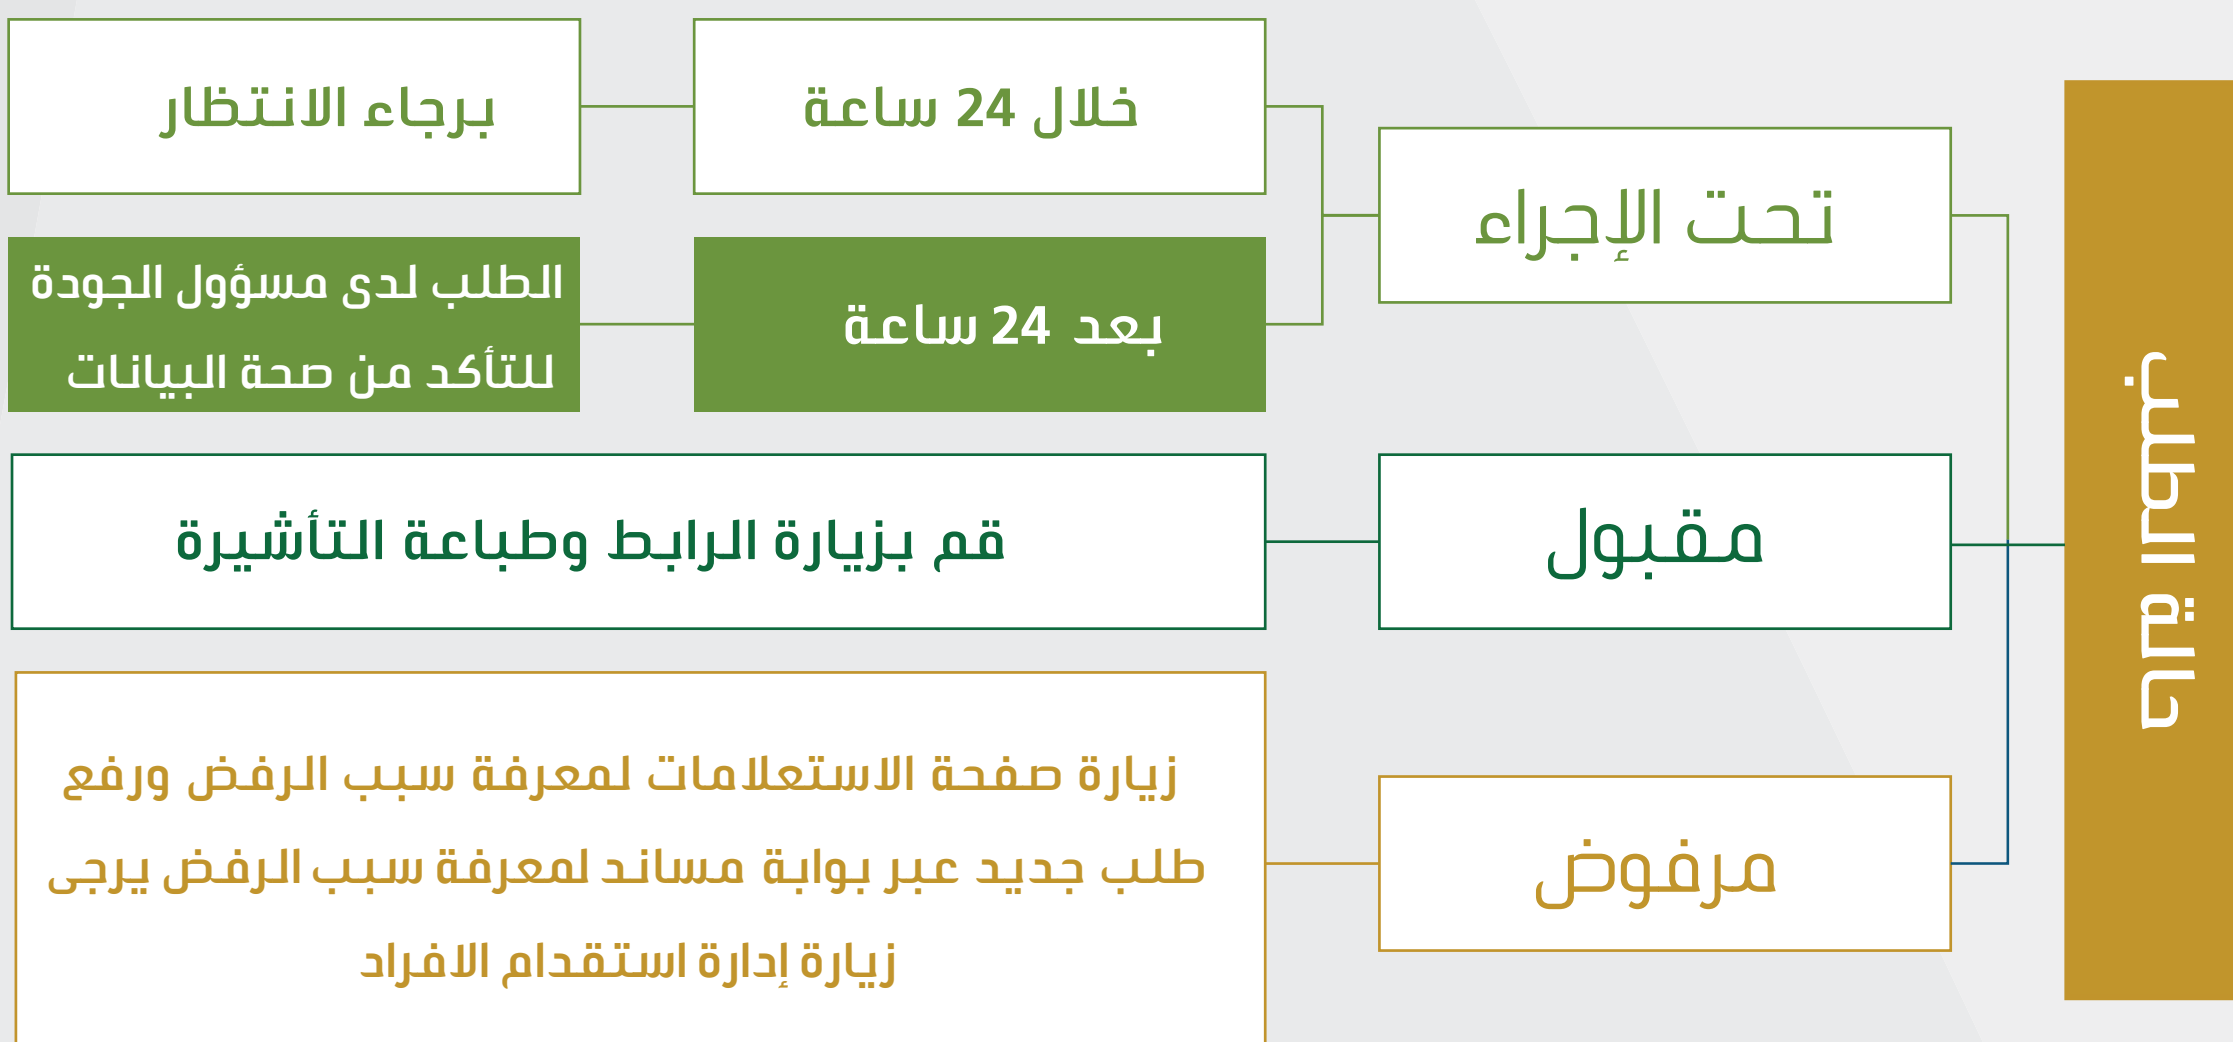 حالة الطلب
تحت الإجراء
خلال 24 ساعة
برجاء الانتظار
بعد 24 ساعة
الطلب لدى مسؤول الجودة
للتأكد من صحة البيانات
مقبول
قم بزيارة الرابط وطباعة التأشيرة
مرفوض
زيارة صفحة الاستعلامات لمعرفة سبب الرفض ورفع
طلب جديد عبر بوابة مساند لمعرفة سبب الرفض يرجى
زيارة إدارة استقدام الافراد